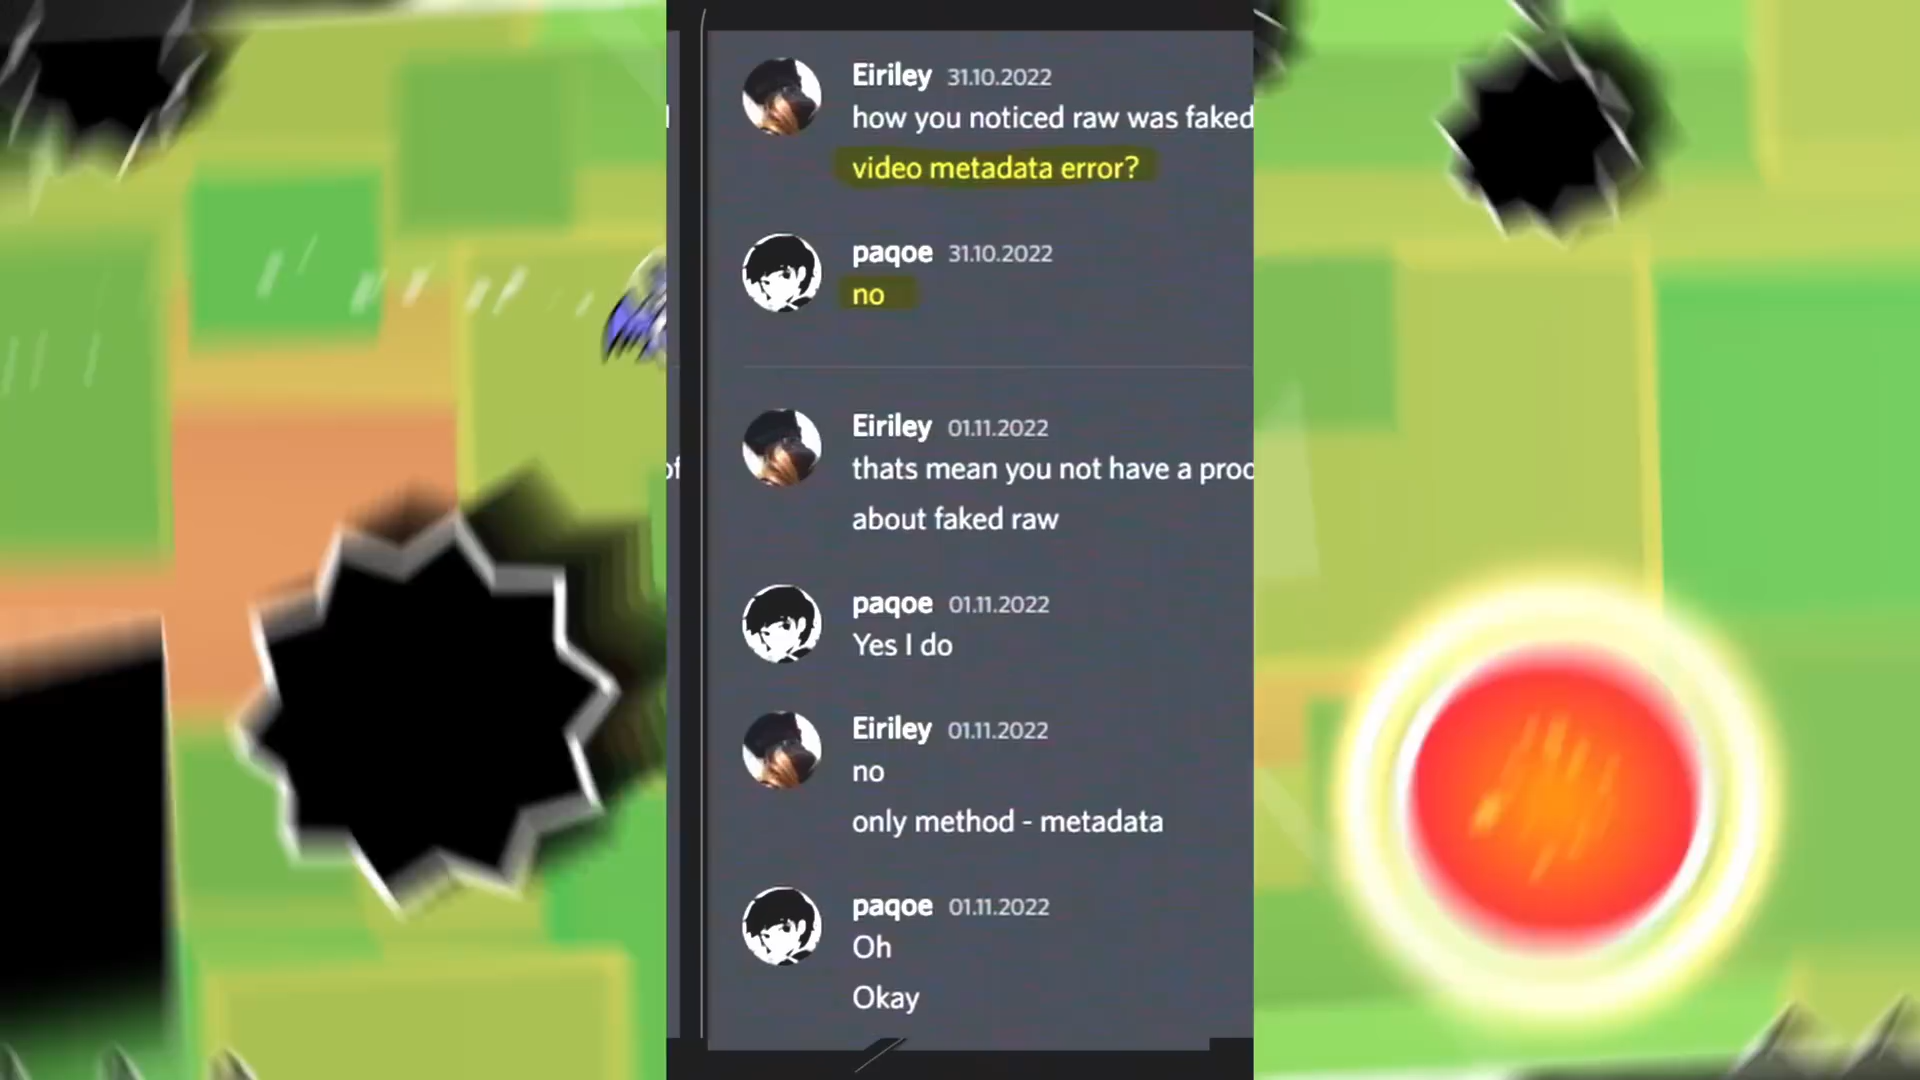 Eiriley 31.10.2022
how you noticed raw was faked
video metadata error?
paqoe 31.10.2022
no
Eiriley 01.11.2022
thats mean you not have a
about faked raw
paqoe 01.11.2022
Yes I do
Eiriley 01.11.2022
no
only method - metadata
paqoe 01.11.2022
Oh
Okay